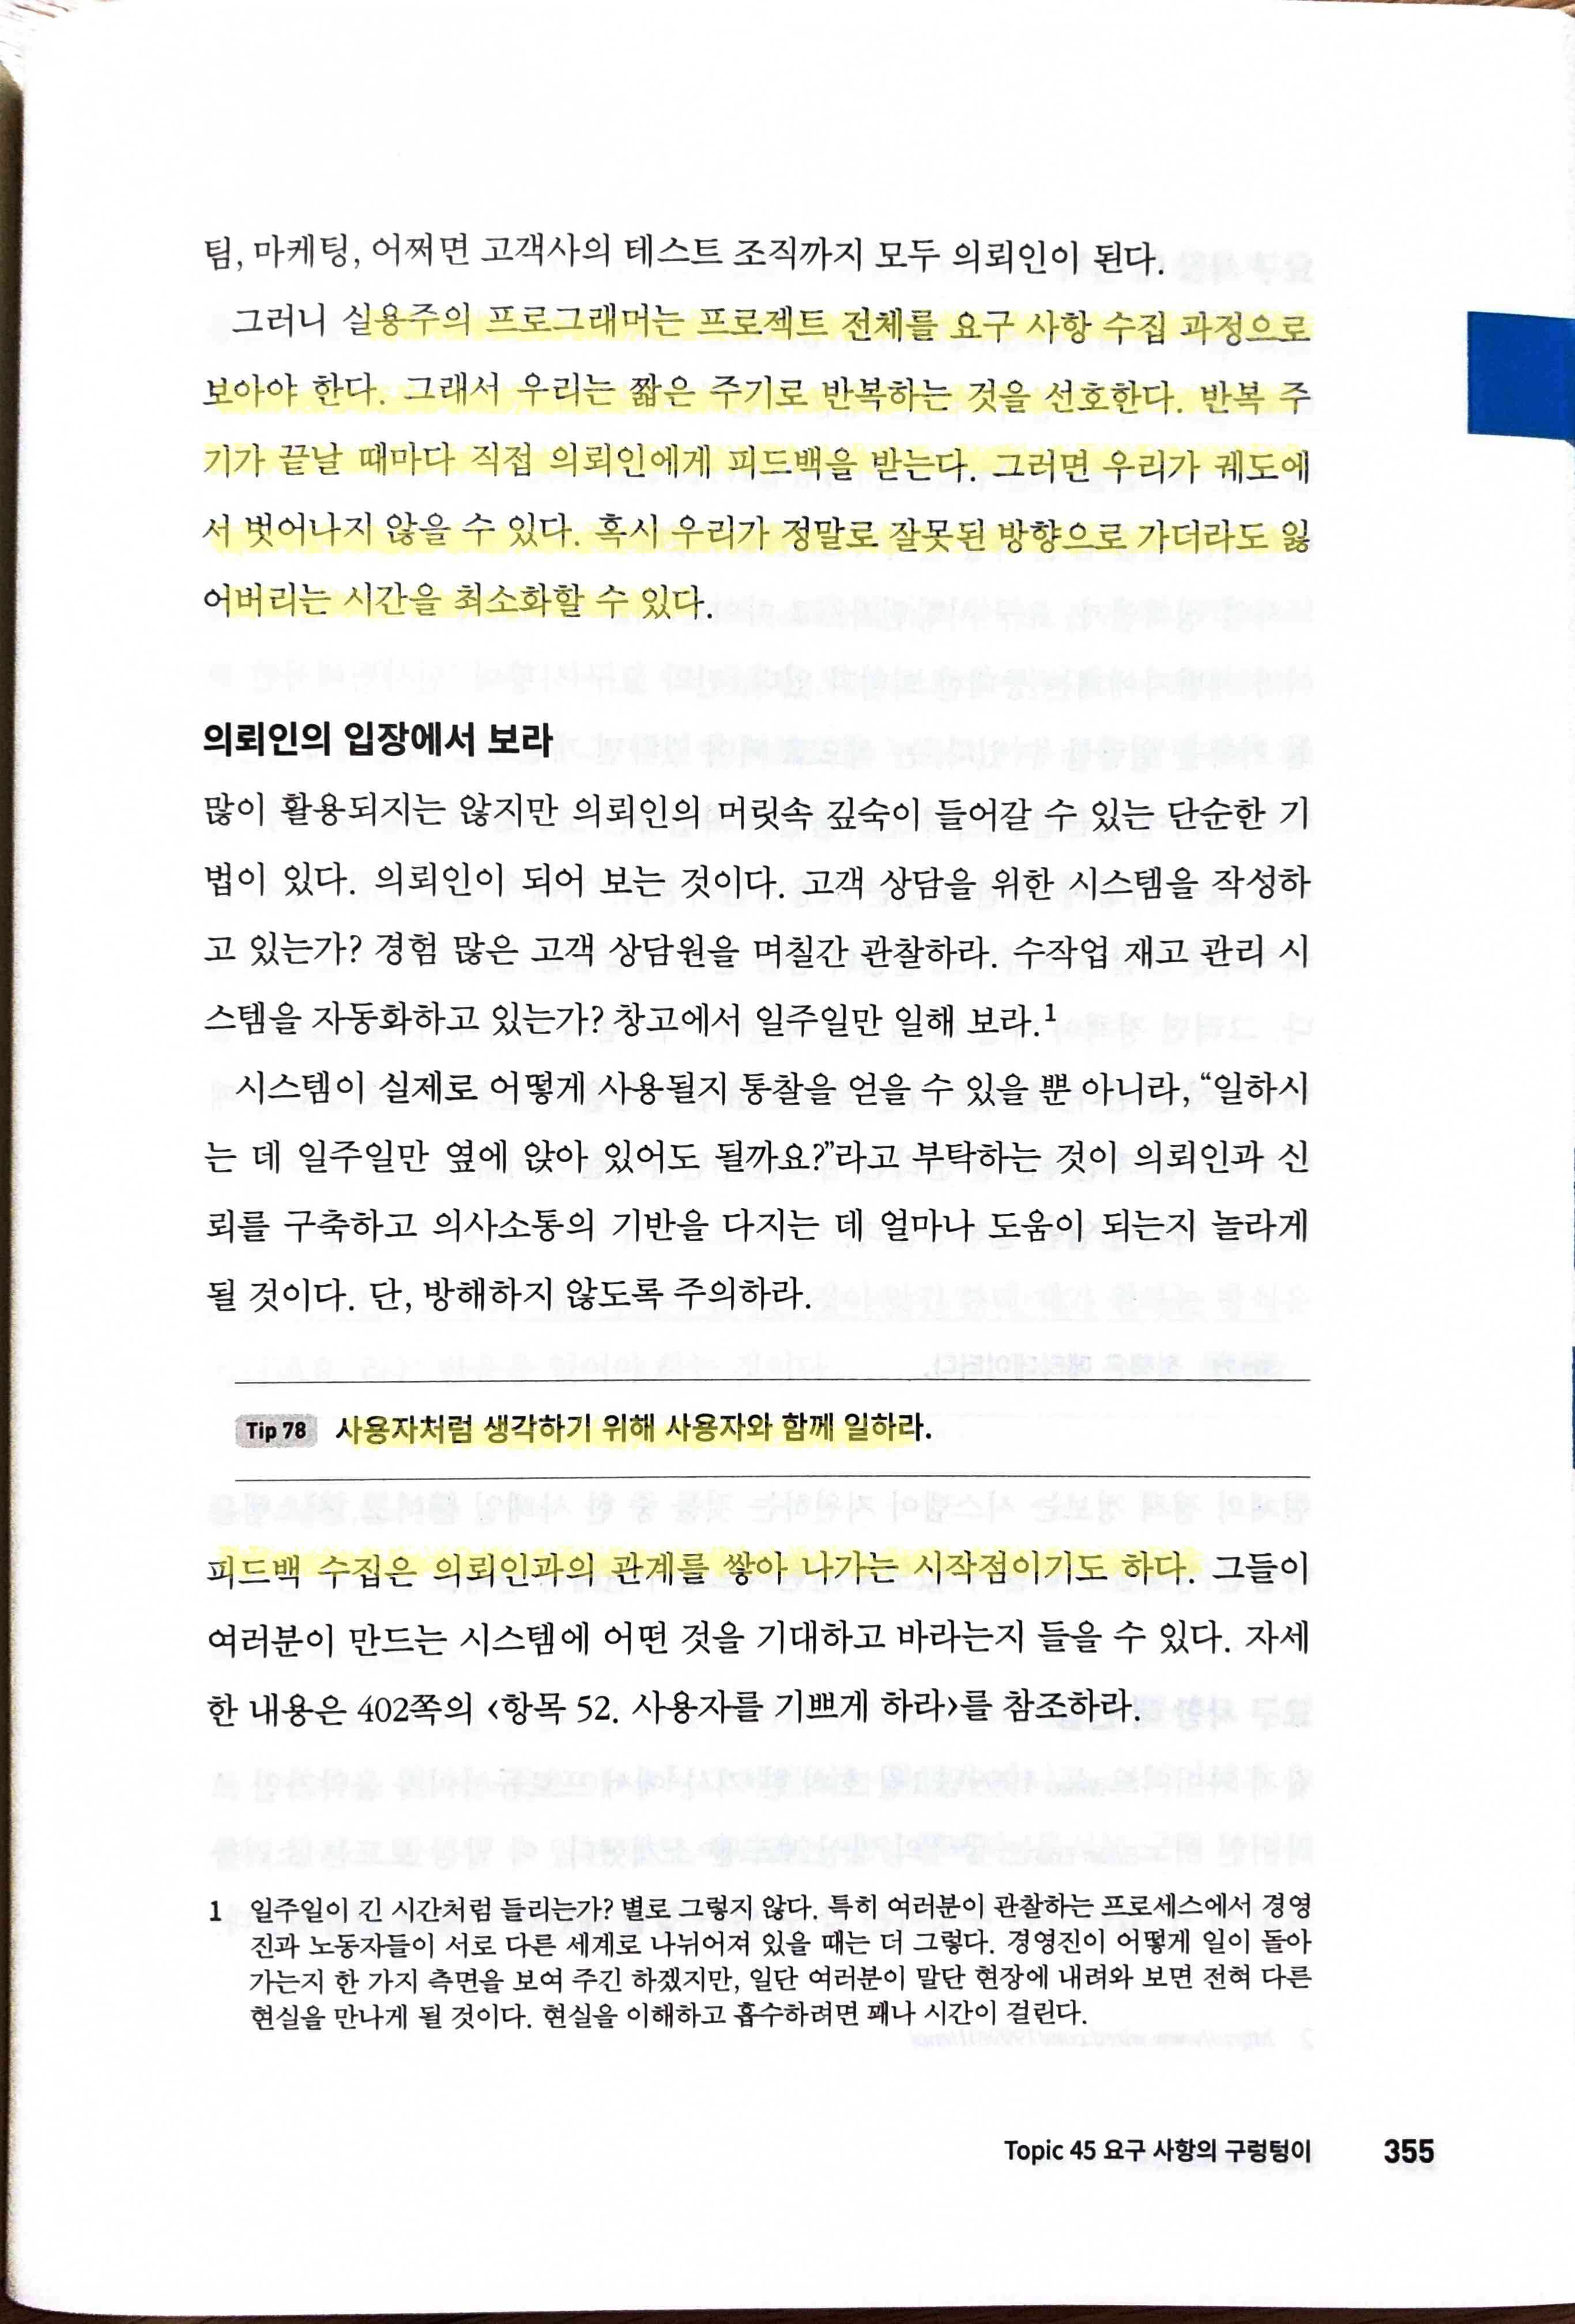 팀, 마케팅, 어쩌면 고객사의 테스트 조직까지 모두 의뢰인이 된다.
그러니 실용주의 프로그래머는 프로젝트 전체를 요구 사항 수집 과정으로
보아야 한다. 그래서 우리는 짧은 주기로 반복하는 것을 선호한다. 반복 주
기가 끝날 때마다 직접 의뢰인에게 피드백을 받는다. 그러면 우리가 궤도에
서 벗어나지 않을 수 있다. 혹시 우리가 정말로 잘못된 방향으로 가더라도 잃
어버리는 시간을 최소화할 수 있다.
의뢰인의 입장에서 보라
많이 활용되지는 않지만 의뢰인의 머릿속 깊숙이 들어갈 수 있는 단순한 기
법이 있다. 의뢰인이 되어 보는 것이다. 고객 상담을 위한 시스템을 작성하
고 있는가? 경험 많은 고객 상담원을 며칠간 관찰하라. 수작업 재고 관리 시
스템을 자동화하고 있는가? 창고에서 일주일만 일해 보라.1
시스템이 실제로 어떻게 사용될지 통찰을 얻을 수 있을 뿐 아니라, “일하시
는 데 일주일만 옆에 앉아 있어도 될까요?”라고 부탁하는 것이 의뢰인과 신
뢰를 구축하고 의사소통의 기반을 다지는 데 얼마나 도움이 되는지 놀라게
될 것이다. 단, 방해하지 않도록 주의하라.
Tip 78 사용자처럼 생각하기 위해 사용자와 함께 일하라.
피드백 수집은 의뢰인과의 관계를 쌓아 나가는 시작점이기도 하다. 그들이
여러분이 만드는 시스템에 어떤 것을 기대하고 바라는지 들을 수 있다. 자세
한 내용은 402쪽의 <항목 52. 사용자를 기쁘게 하라>를 참조하라.
1 일주일이 긴 시간처럼 들리는가? 별로 그렇지 않다. 특히 여러분이 관찰하는 프로세스에서 경영
진과 노동자들이 서로 다른 세계로 나뉘어져 있을 때는 더 그렇다. 경영진이 어떻게 일이 돌아
가는지 한 가지 측면을 보여 주긴 하겠지만, 일단 여러분이 말단 현장에 내려와 보면 전혀 다른
현실을 만나게 될 것이다. 현실을 이해하고 흡수하려면 꽤나 시간이 걸린다.
Topic 45 요구 사항의 구렁텅이 355